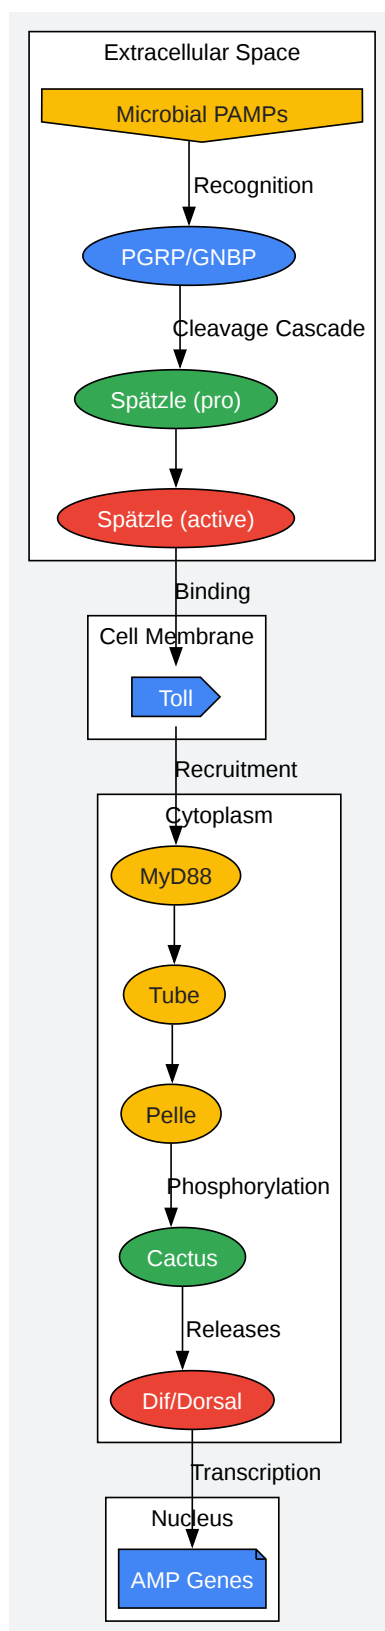 Extracellular Space
Microbial PAMPs
Recognition
PGRP/GNBP
Cleavage Cascade
Spätzle (pro)
Spätzle (active)
Binding
Cell Membrane
Toll
Recruitment
Cytoplasm
MyD88
Tube
Pelle
Phosphorylation
Cactus
Releases
Dif/Dorsal
Transcription
Nucleus
AMP Genes